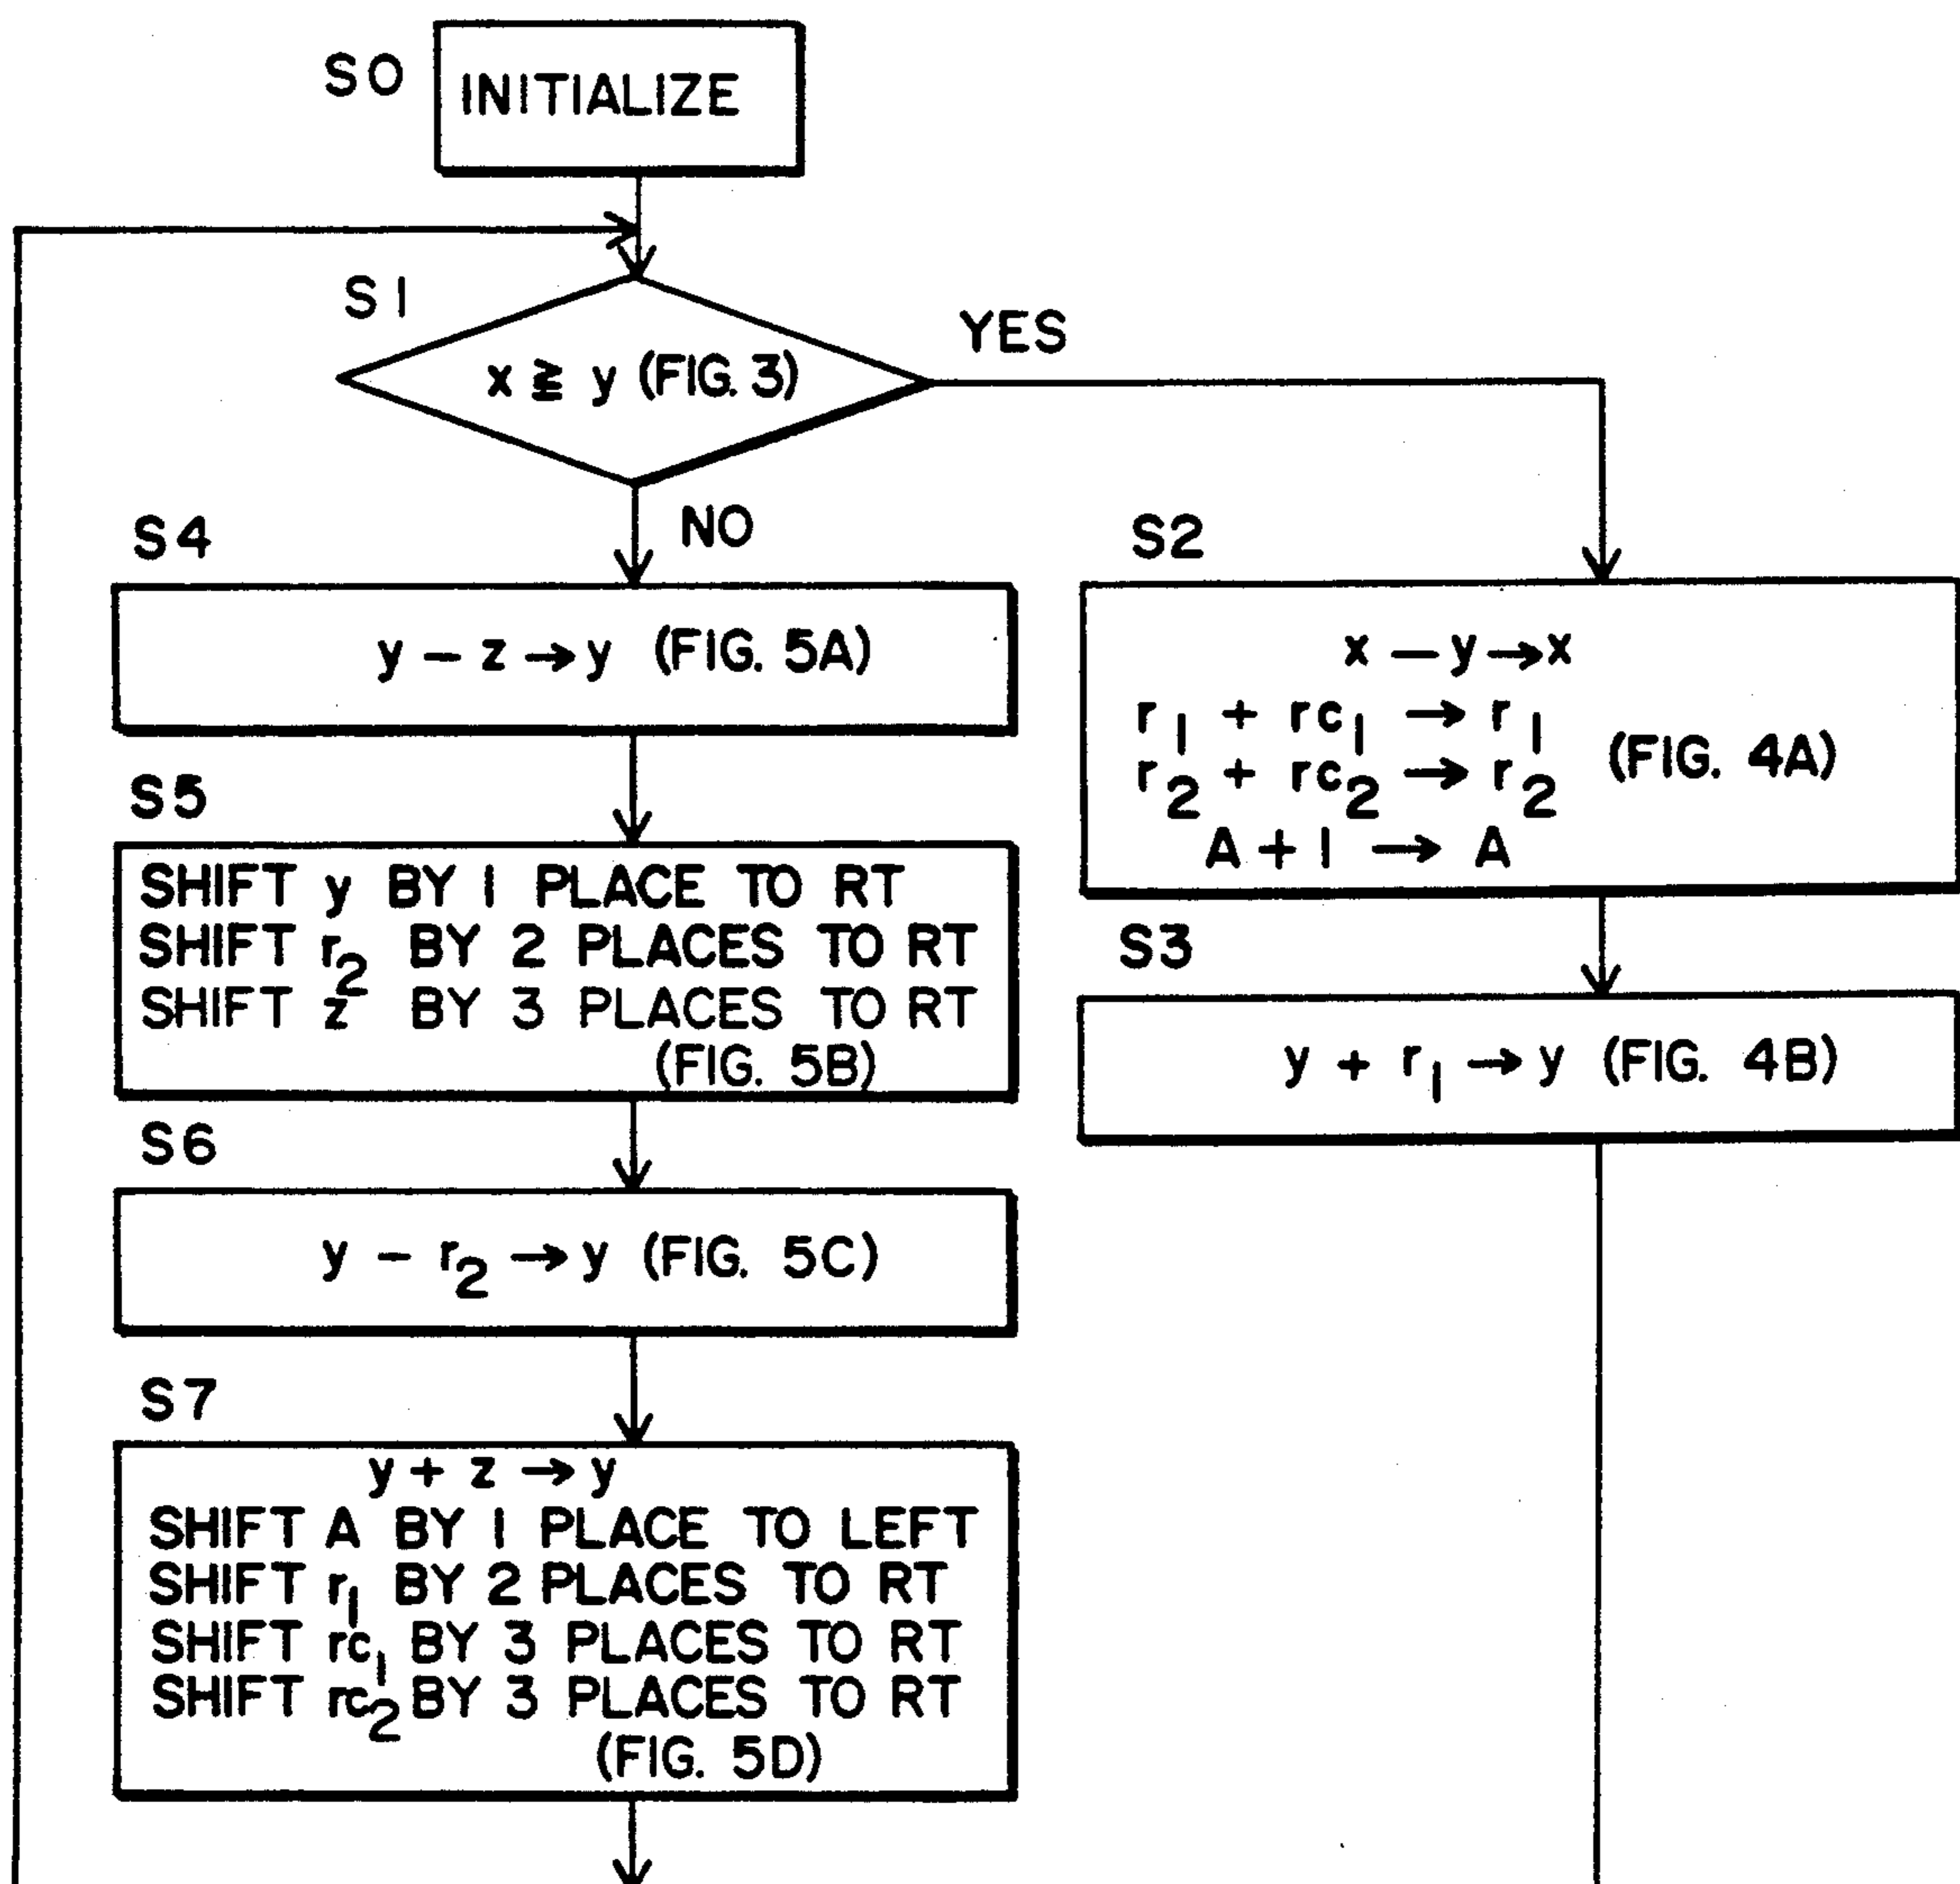 S0
INITIALIZE
S1
x ≧ y (FIG. 3)
YES
NO
S4
y − z → y (FIG. 5A)
S2
x − y → x
r₁ + rc₁ → r₁
r₂ + rc₂ → r₂ (FIG. 4A)
A + 1 → A
S5
SHIFT y BY 1 PLACE TO RT
SHIFT r₂ BY 2 PLACES TO RT
SHIFT z BY 3 PLACES TO RT
(FIG. 5B)
S3
y + r₁ → y (FIG. 4B)
S6
y − r₂ → y (FIG. 5C)
S7
y + z → y
SHIFT A BY 1 PLACE TO LEFT
SHIFT r₁ BY 2 PLACES TO RT
SHIFT rc₁ BY 3 PLACES TO RT
SHIFT rc₂ BY 3 PLACES TO RT
(FIG. 5D)